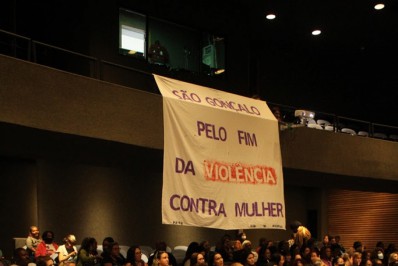 SÃO GONÇALO
PELO FIM
DA VIOLÊNCIA
CONTRA MULHER